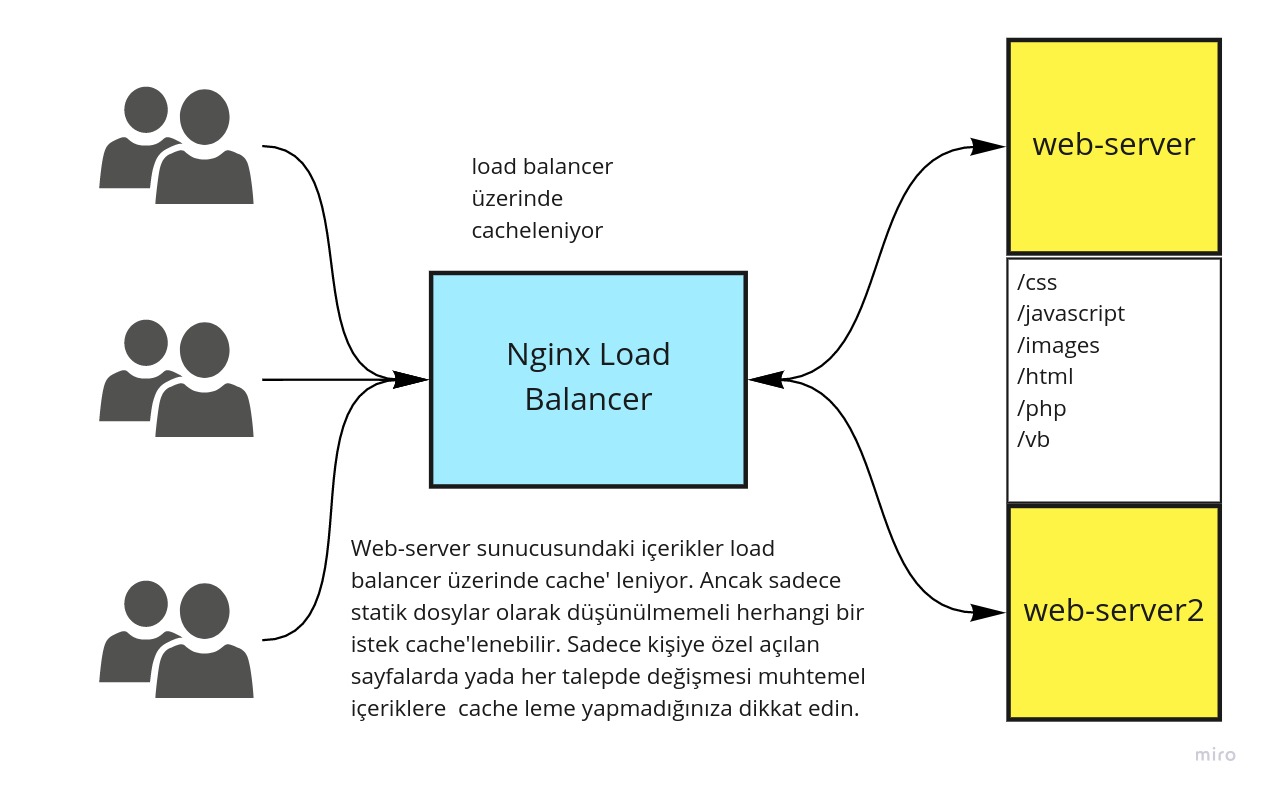 load balancer
üzerinde
cacheleniyor
Nginx Load
Balancer
Web-server sunucusundaki içerikler load
balancer üzerinde cache' leniyor. Ancak sadece
statik dosylar olarak düşünülmemeli herhangi bir
istek cache'lenebilir. Sadece kişiye özel açılan
sayfalarda yada her talepde değişmesi muhtemel
içeriklere  cache leme yapmadığınıza dikkat edin.
web-server
/css
/javascript
/images
/html
/php
/vb
web-server2
miro